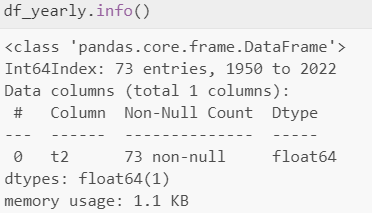 df_yearly.info()
<class 'pandas.core.frame.DataFrame'>
Int64Index: 73 entries, 1950 to 2022
Data columns (total 1 columns):
 #   Column  Non-Null Count  Dtype
---  ------  --------------  -----
 0   t2      73 non-null     float64
dtypes: float64(1)
memory usage: 1.1 KB